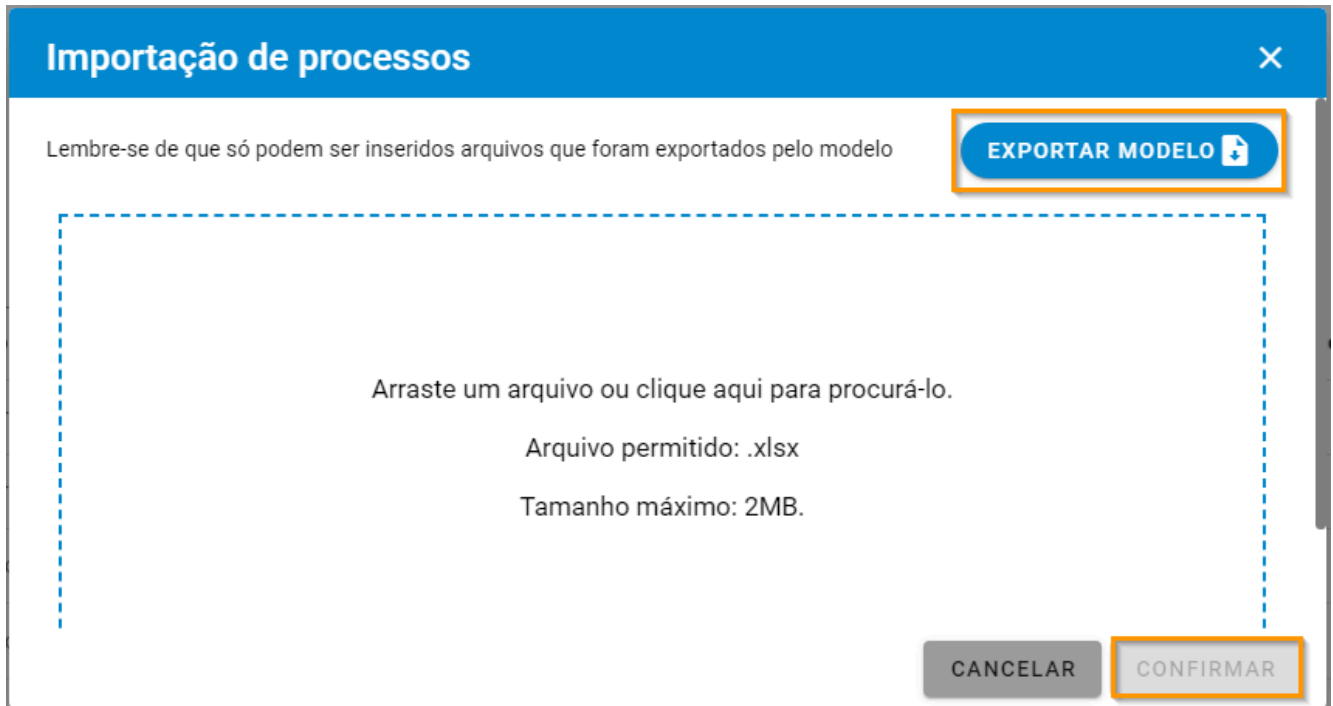 Importação de processos
Lembre-se de que só podem ser inseridos arquivos que foram exportados pelo modelo
EXPORTAR MODELO
Arraste um arquivo ou clique aqui para procurá-lo.
Arquivo permitido: .xlsx
Tamanho máximo: 2MB.
CANCELAR
CONFIRMAR